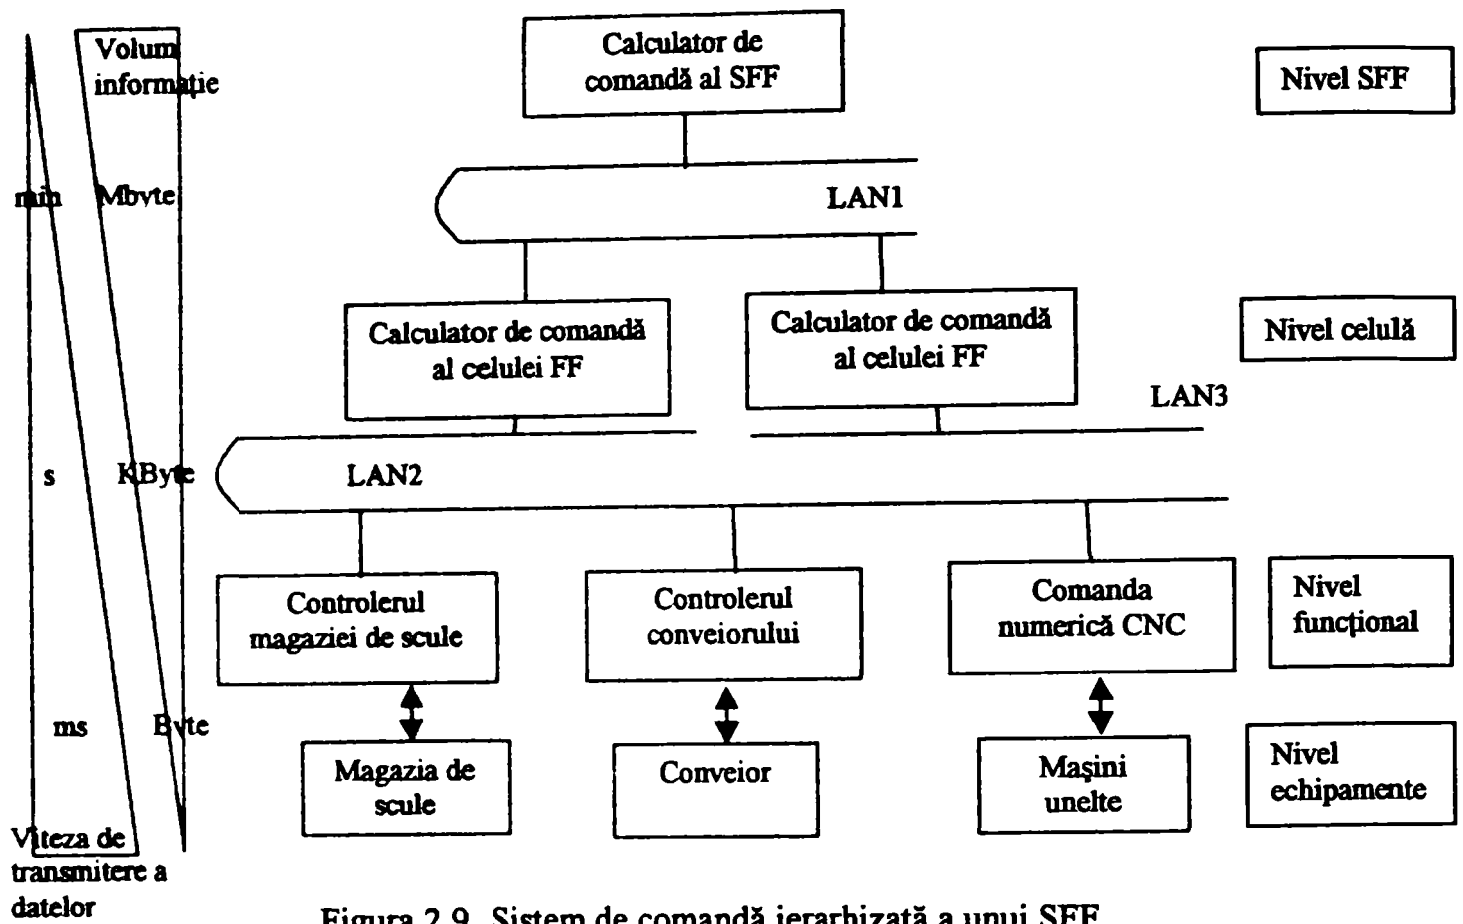 Volum
informaţie
Calculator de
comandă al SFF
Nivel SFF
min
Mbyte
LAN1
Calculator de comandă
al celulei FF
Calculator de comandă
al celulei FF
Nivel celulă
LAN3
s
KByte
LAN2
Controlerul
magaziei de scule
Controlerul
conveiorului
Comanda
numerică CNC
Nivel
funcţional
ms
Byte
Magazia de
scule
Conveior
Maşini
unelte
Nivel
echipamente
Viteza de
transmitere a
datelor
Figura 2.9 Sistem de comandă ierarhizată a unui SFF